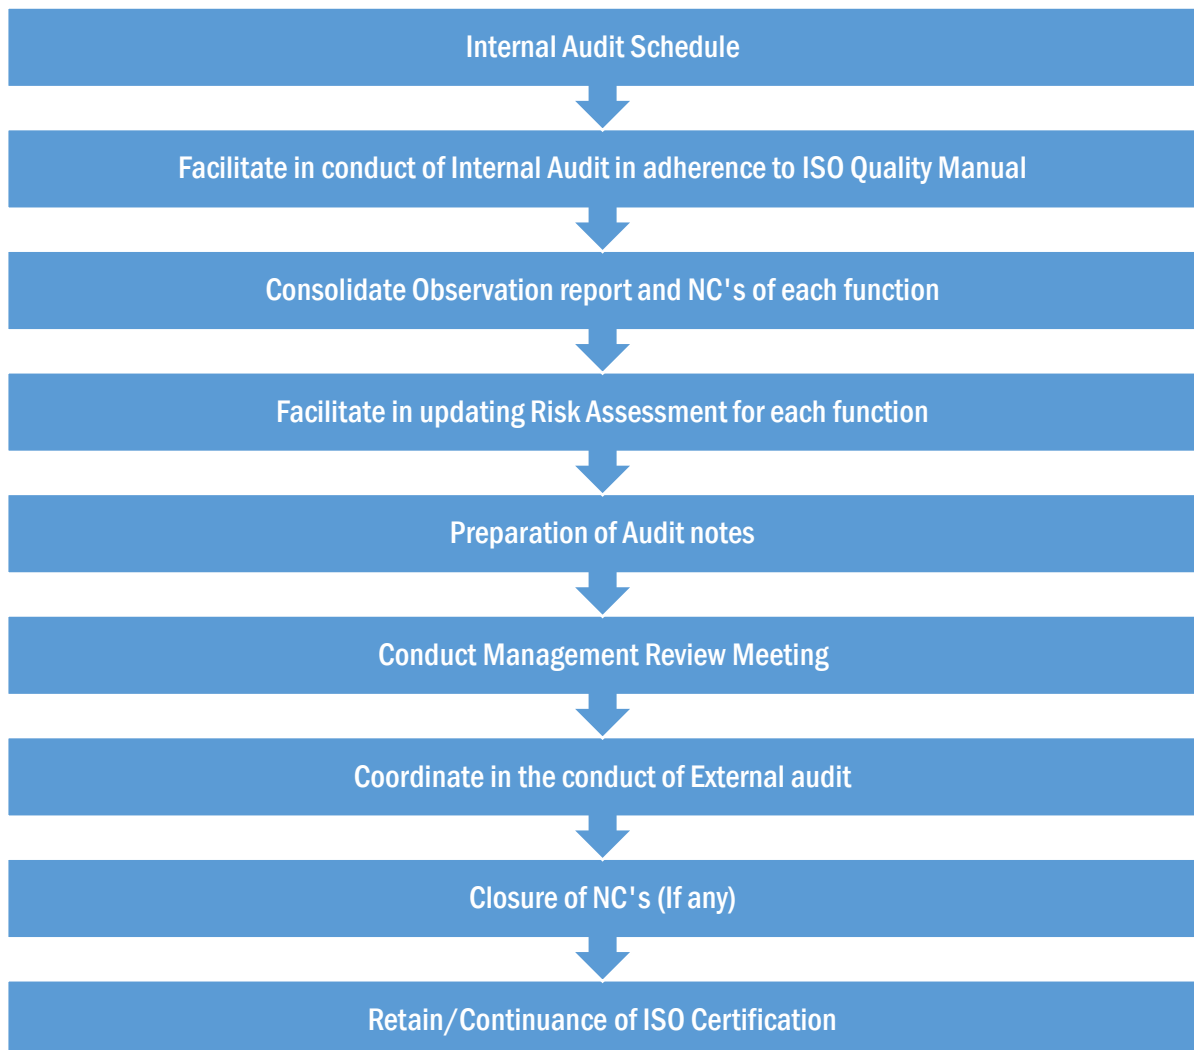 Internal Audit Schedule
Facilitate in conduct of Internal Audit in adherence to ISO Quality Manual
Consolidate Observation report and NC's of each function
Facilitate in updating Risk Assessment for each function
Preparation of Audit notes
Conduct Management Review Meeting
Coordinate in the conduct of External audit
Closure of NC's (If any)
Retain/Continuance of ISO Certification